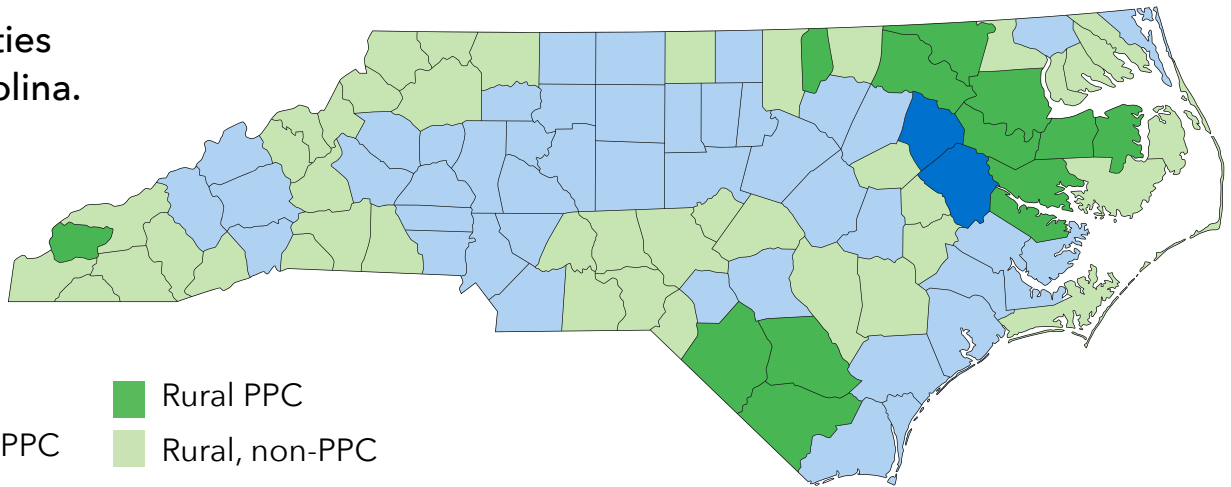 ties
olina.
Rural PPC
PPC
Rural, non-PPC